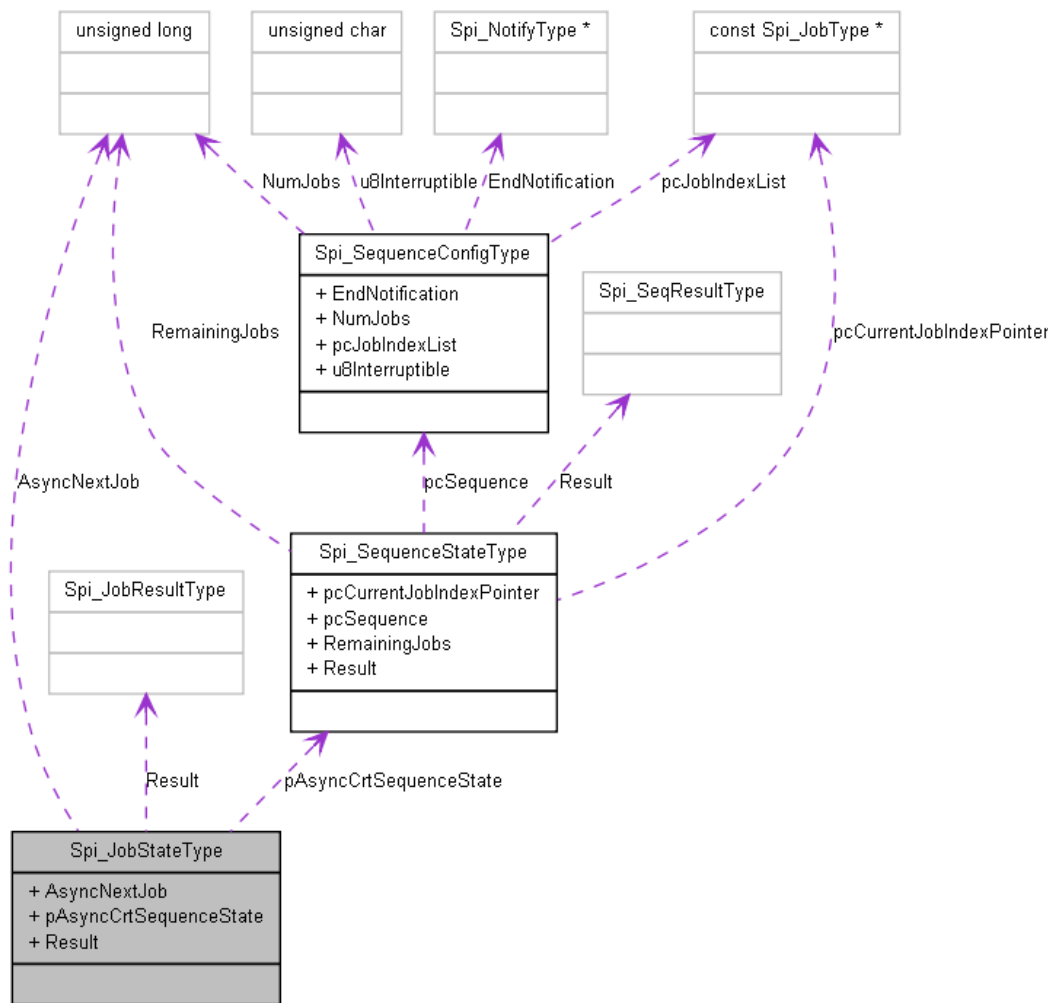 unsigned long
unsigned char
Spi_NotifyType *
const Spi_JobType *
NumJobs
u8Interruptible
EndNotification
pcJobIndexList
Spi_SequenceConfigType
+ EndNotification
+ NumJobs
+ pcJobIndexList
+ u8Interruptible
Spi_SeqResultType
RemainingJobs
pcCurrentJobIndexPointer
AsyncNextJob
pcSequence
Result
Spi_SequenceStateType
+ pcCurrentJobIndexPointer
+ pcSequence
+ RemainingJobs
+ Result
Spi_JobResultType
Result
pAsyncCrtSequenceState
Spi_JobStateType
+ AsyncNextJob
+ pAsyncCrtSequenceState
+ Result